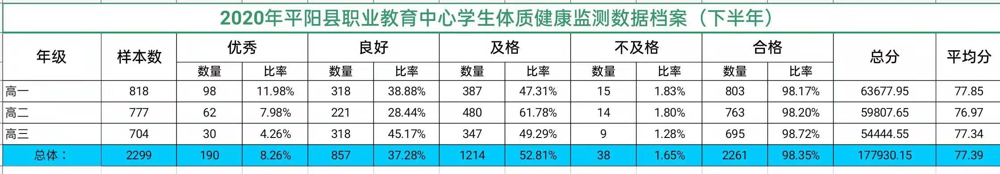 2020年平阳县职业教育中心学生体质健康监测数据档案（下半年）
年级 样本数 优秀 良好 及格 不及格 合格 总分 平均分
数量 比率 数量 比率 数量 比率 数量 比率 数量 比率
高一 818 98 11.98% 318 38.88% 387 47.31% 15 1.83% 803 98.17% 63677.95 77.85
高二 777 62 7.98% 221 28.44% 480 61.78% 14 1.80% 763 98.20% 59807.65 76.97
高三 704 30 4.26% 318 45.17% 347 49.29% 9 1.28% 695 98.72% 54444.55 77.34
总体： 2299 190 8.26% 857 37.28% 1214 52.81% 38 1.65% 2261 98.35% 177930.15 77.39